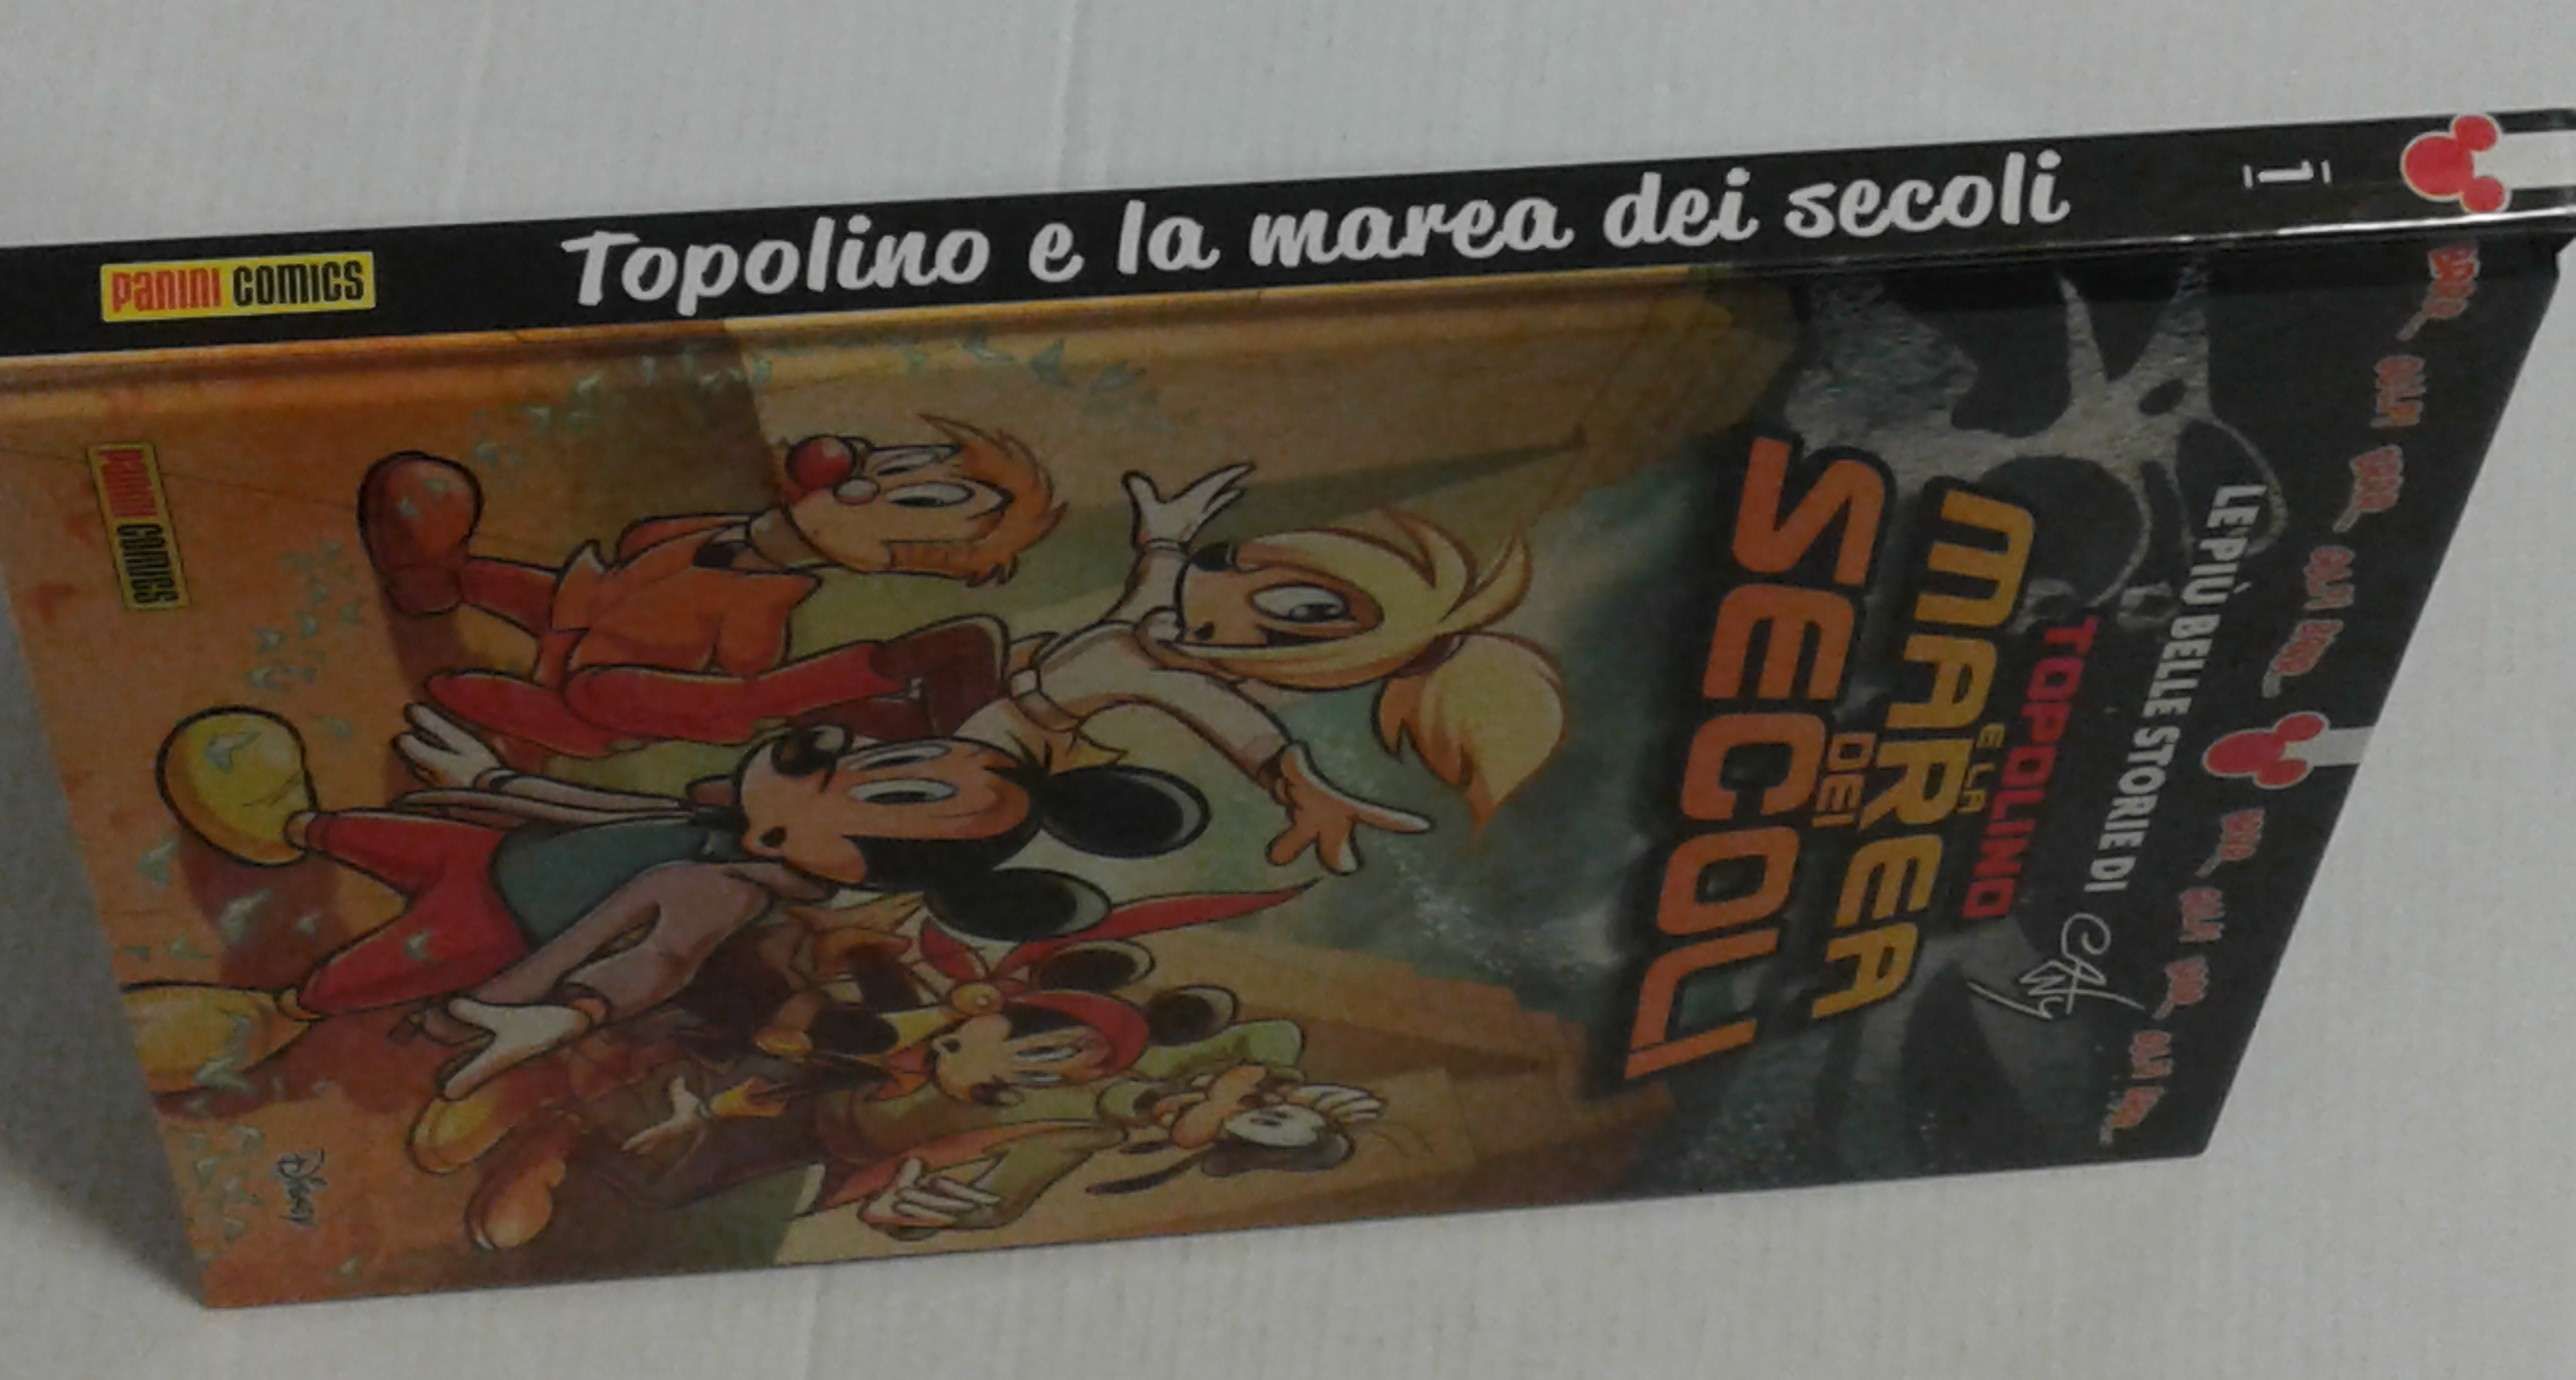 PANINI COMICS
Topolino e la marea dei secoli
1
LE PIÙ BELLE STORIE DI
TOPOLINO
E LA
MAREA
DEI
SECOLI
PANINI COMICS
Disney